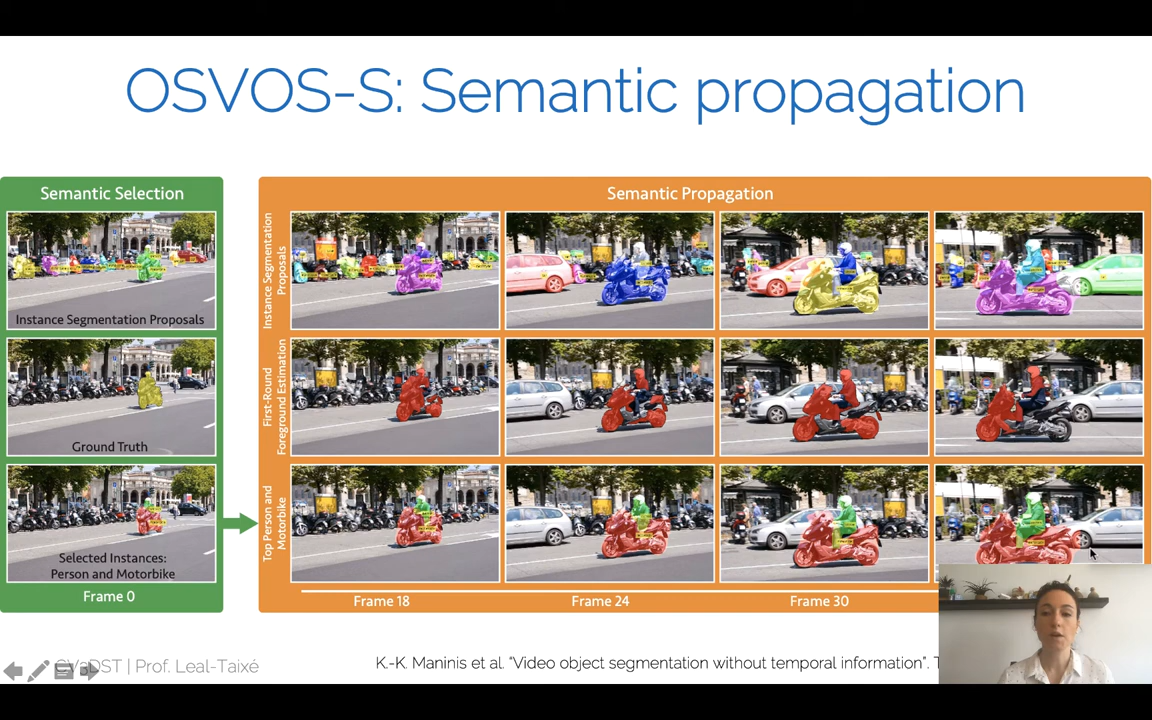 OSVOS-S: Semantic propagation
Semantic Selection
Instance Segmentation Proposals
Ground Truth
Selected Instances:
Person and Motorbike
Frame 0
Semantic Propagation
Instance Segmentation
Proposals
First-Round
Foreground Estimation
Top Person and
Motorbike
Frame 18
Frame 24
Frame 30
DST | Prof. Leal-Taixé
K.-K. Maninis et al. "Video object segmentation without temporal information". T